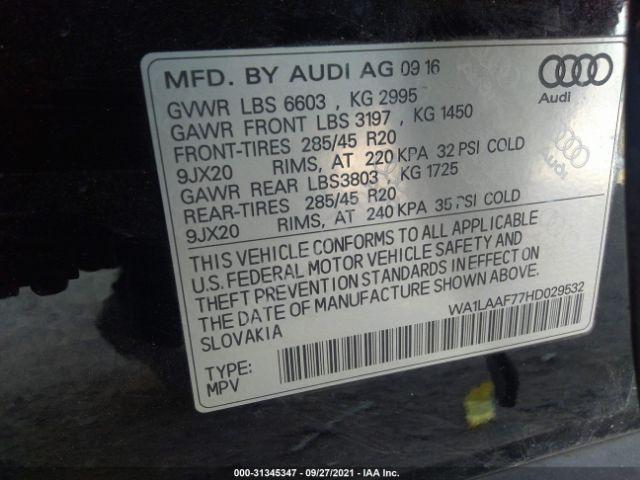 MFD. BY AUDI AG 09 16
Audi
GVWR LBS 6603 , KG 2995
GAWR FRONT LBS 3197 , KG 1450
FRONT-TIRES 285/45 R20
9JX20 RIMS, AT 220 KPA 32 PSI COLD
GAWR REAR LBS3803 , KG 1725
REAR-TIRES 285/45 R20
9JX20 RIMS, AT 240 KPA 35 PSI COLD
THIS VEHICLE CONFORMS TO ALL APPLICABLE
U.S. FEDERAL MOTOR VEHICLE SAFETY AND
THEFT PREVENTION STANDARDS IN EFFECT ON
THE DATE OF MANUFACTURE SHOWN ABOVE.
SLOVAKIA
WA1LAAF77HD029532
TYPE:
MPV
000-31345347 - 09/27/2021 - IAA Inc.